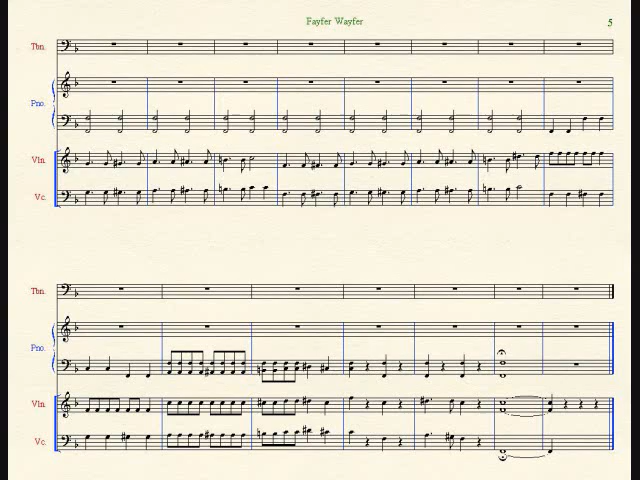 Fayfer Wayfer
5
Tbn.
Pno.
Vln.
Vc.
Tbn.
Pno.
Vln.
Vc.